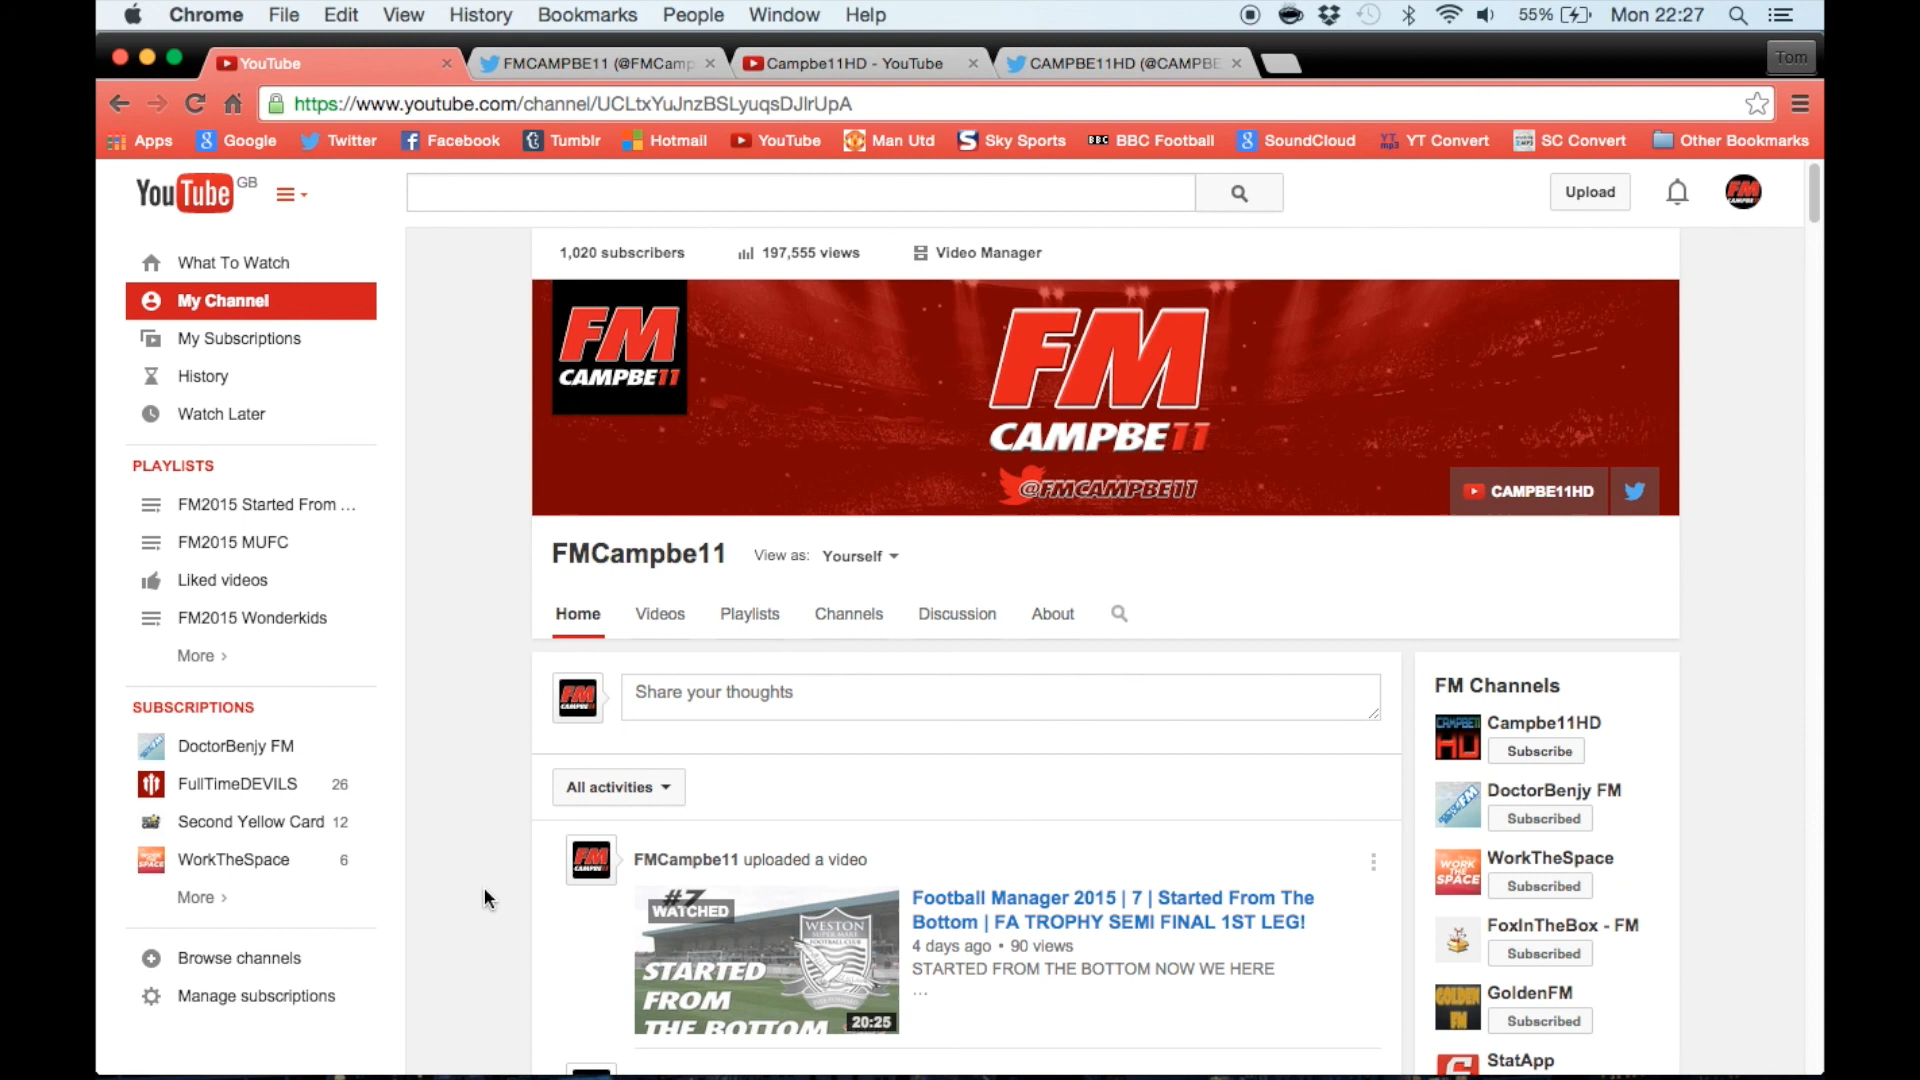 Chrome File Edit View History Bookmarks People Window Help 55% Mon 22:27
YouTube FMCAMPBE11 (@FMCamp Campbe11HD - YouTube CAMPBE11HD (@CAMPBE Tom
https://www.youtube.com/channel/UCLtxYuJnzBSLyuqsDJlrUpA
Apps Google Twitter Facebook Tumblr Hotmail YouTube Man Utd Sky Sports BBC BBC Football SoundCloud YT Convert SC Convert Other Bookmarks
YouTube GB Upload
1,020 subscribers 197,555 views Video Manager
What To Watch
My Channel
My Subscriptions
History
Watch Later
PLAYLISTS
FM2015 Started From ...
FM2015 MUFC
Liked videos
FM2015 Wonderkids
More ›
SUBSCRIPTIONS
DoctorBenjy FM
FullTimeDEVILS 26
Second Yellow Card 12
WorkTheSpace 6
More ›
Browse channels
Manage subscriptions
FM
CAMPBE11
FM
CAMPBE11
@FMCAMPBE11
CAMPBE11HD
FMCampbe11 View as: Yourself
Home Videos Playlists Channels Discussion About
Share your thoughts
All activities
FMCampbe11 uploaded a video
#7
WATCHED
WESTON
SUPER MARE
FOOTBALL CLUB
STARTED
FROM
THE BOTTOM
20:25
Football Manager 2015 | 7 | Started From The
Bottom | FA TROPHY SEMI FINAL 1ST LEG!
4 days ago • 90 views
STARTED FROM THE BOTTOM NOW WE HERE
...
FM Channels
Campbe11HD
Subscribe
DoctorBenjy FM
Subscribed
WorkTheSpace
Subscribed
FoxInTheBox - FM
Subscribed
GoldenFM
Subscribed
StatApp